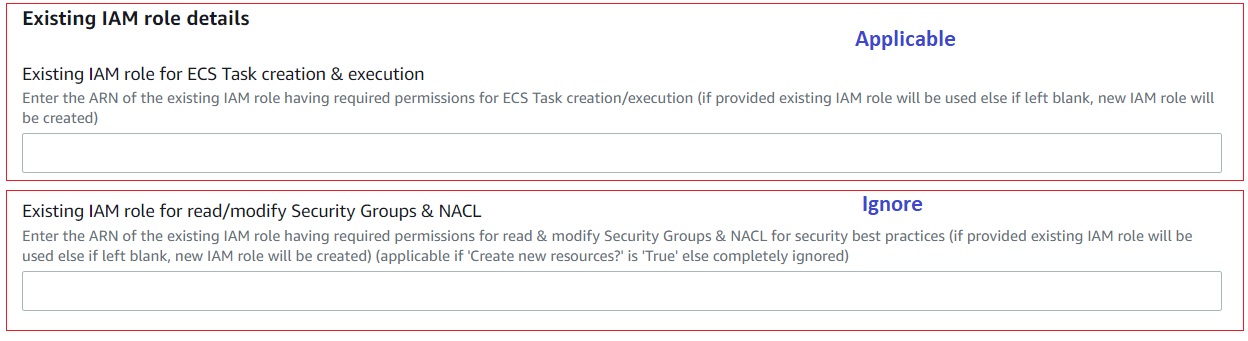 Existing IAM role details
Applicable
Existing IAM role for ECS Task creation & execution
Enter the ARN of the existing IAM role having required permissions for ECS Task creation/execution (if provided existing IAM role will be used else if left blank, new IAM role will
be created)
Existing IAM role for read/modify Security Groups & NACL
Ignore
Enter the ARN of the existing IAM role having required permissions for read & modify Security Groups & NACL for security best practices (if provided existing IAM role will be
used else if left blank, new IAM role will be created) (applicable if 'Create new resources?' is 'True' else completely ignored)